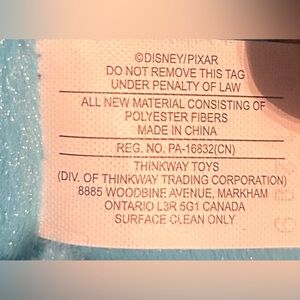 ©DISNEY/PIXAR
DO NOT REMOVE THIS TAG
UNDER PENALTY OF LAW
ALL NEW MATERIAL CONSISTING OF
POLYESTER FIBERS
MADE IN CHINA
REG. NO. PA-16832(CN)
THINKWAY TOYS
(DIV. OF THINKWAY TRADING CORPORATION)
8885 WOODBINE AVENUE, MARKHAM
ONTARIO L3R 5G1 CANADA
SURFACE CLEAN ONLY